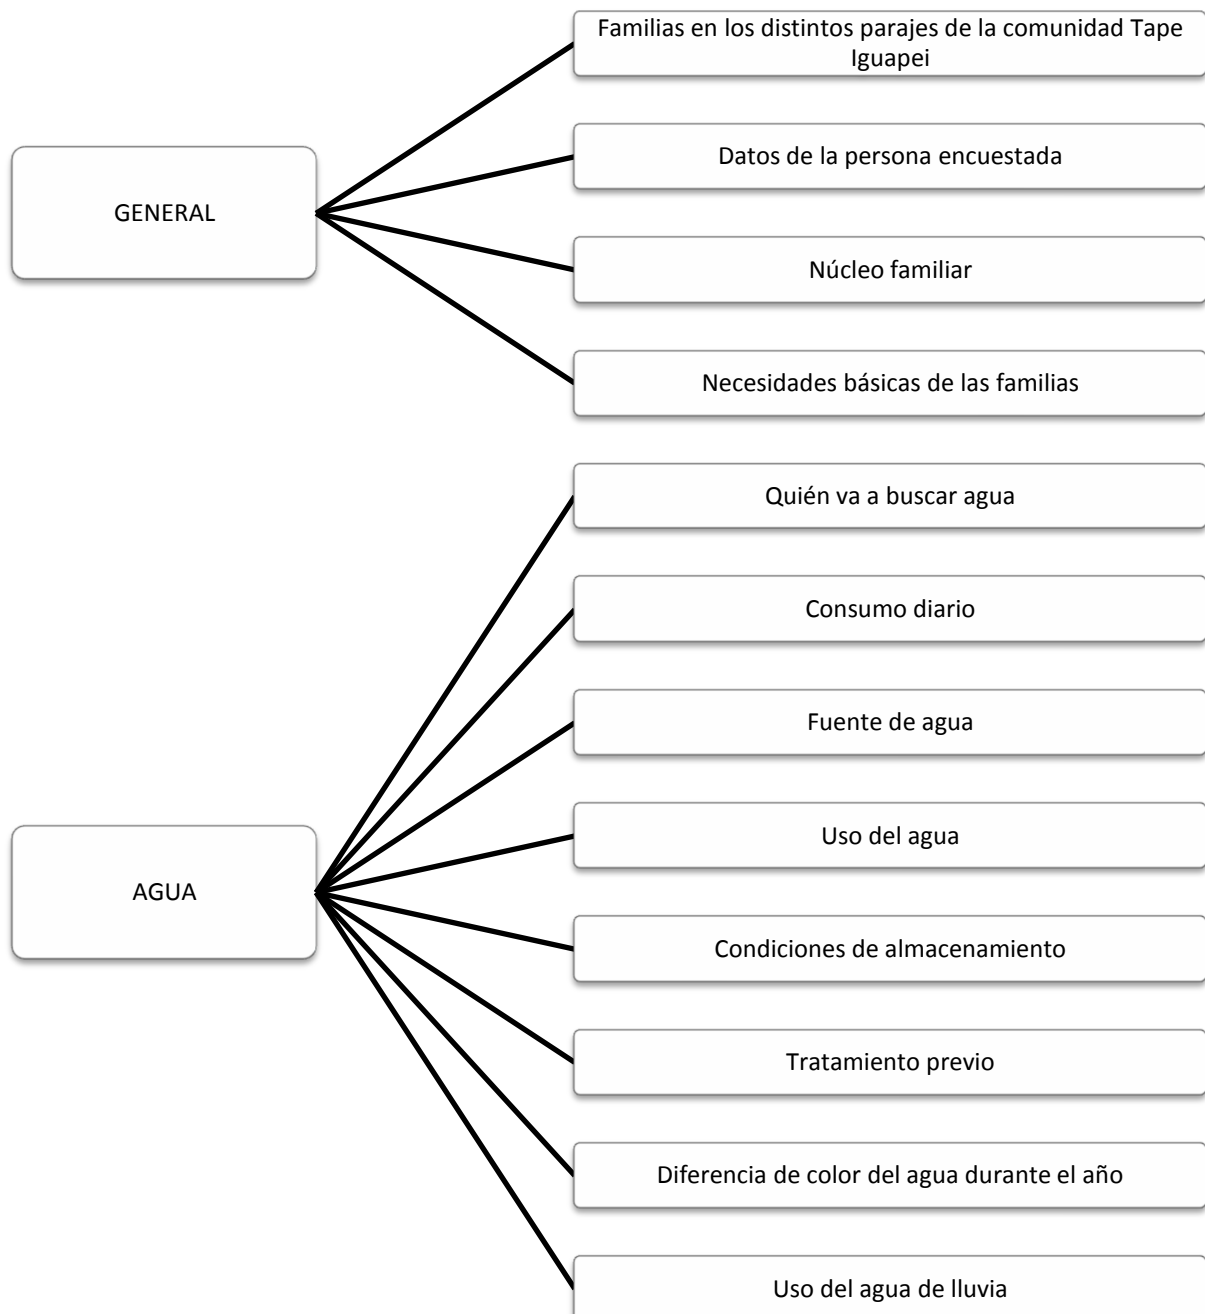 Familias en los distintos parajes de la comunidad Tape
Iguapei
Datos de la persona encuestada
GENERAL
Núcleo familiar
Necesidades básicas de las familias
Quién va a buscar agua
Consumo diario
Fuente de agua
Uso del agua
AGUA
Condiciones de almacenamiento
Tratamiento previo
Diferencia de color del agua durante el año
Uso del agua de lluvia